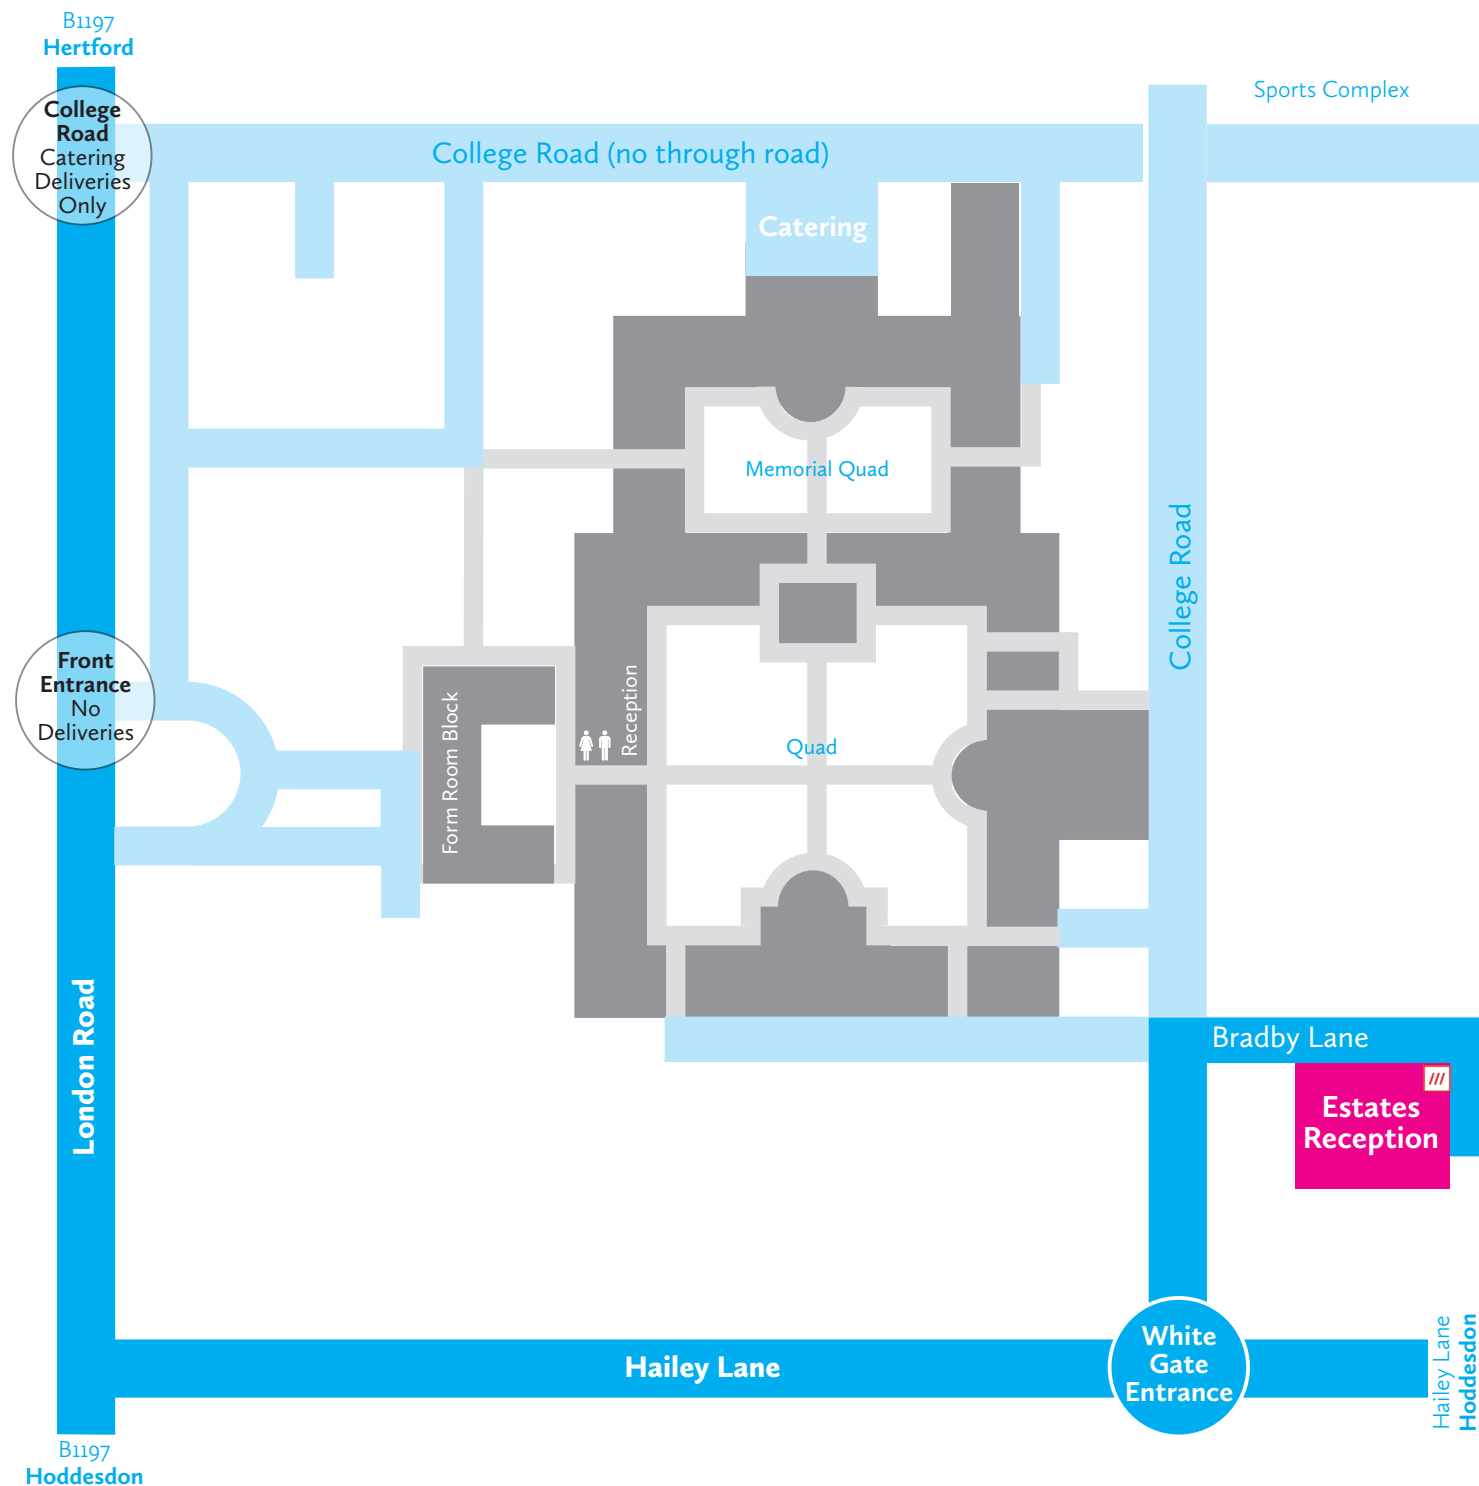 B1197
Hertford
College
Road
Catering
Deliveries
Only
Sports Complex
College Road (no through road)
Catering
Memorial Quad
College Road
Front
Entrance
No
Deliveries
Form Room Block
Reception
Quad
London Road
Bradby Lane
Estates
Reception
White
Gate
Entrance
Hailey Lane
Hailey Lane
Hoddesdon
B1197
Hoddesdon